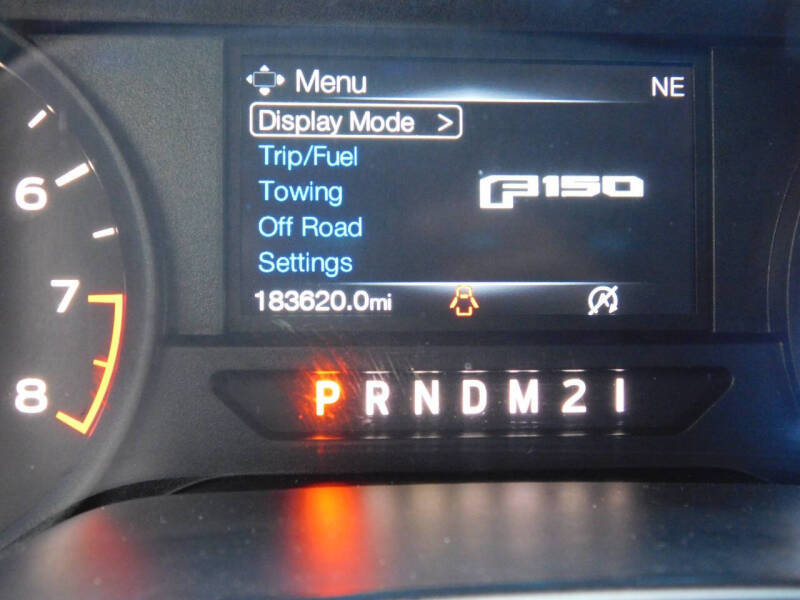 Menu
NE
Display Mode >
Trip/Fuel
Towing
F150
Off Road
Settings
183620.0mi
6
7
8
P R N D M 2 1